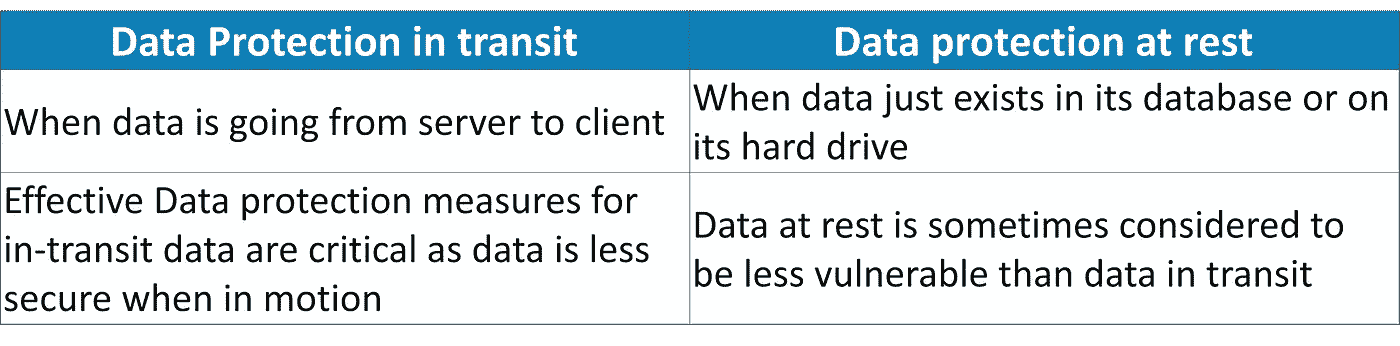 Data Protection in transit
Data protection at rest
When data is going from server to client
When data just exists in its database or on
its hard drive
Effective Data protection measures for
in-transit data are critical as data is less
secure when in motion
Data at rest is sometimes considered to
be less vulnerable than data in transit